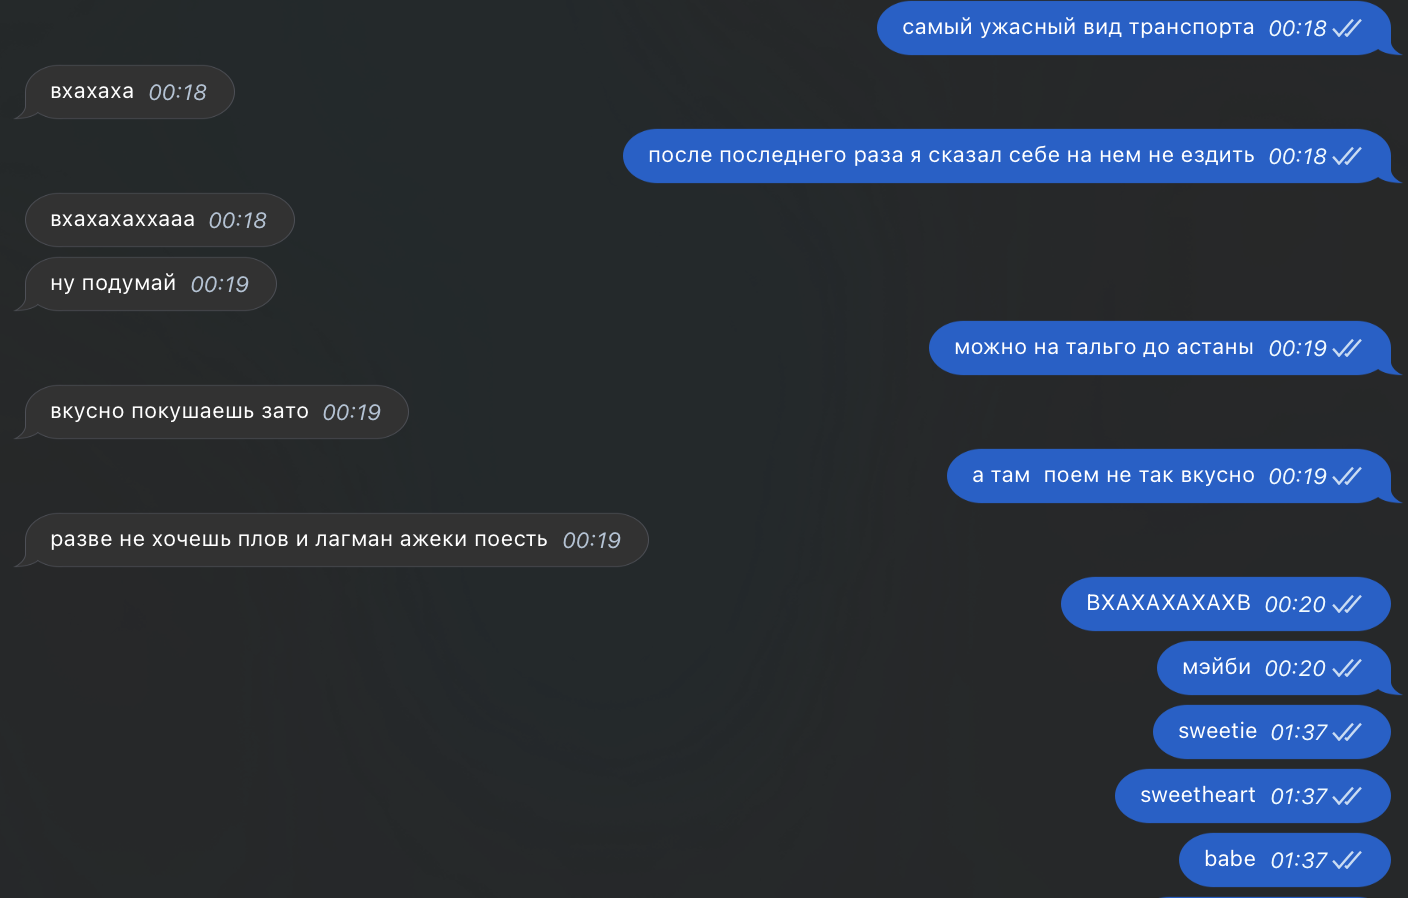 самый ужасный вид транспорта 00:18
вхахаха 00:18
после последнего раза я сказал себе на нем не ездить 00:18
вхахахаххааа 00:18
ну подумай 00:19
можно на тальго до астаны 00:19
вкусно покушаешь зато 00:19
а там  поем не так вкусно 00:19
разве не хочешь плов и лагман ажеки поесть 00:19
ВХАХАХАХАХВ 00:20
мэйби 00:20
sweetie 01:37
sweetheart 01:37
babe 01:37